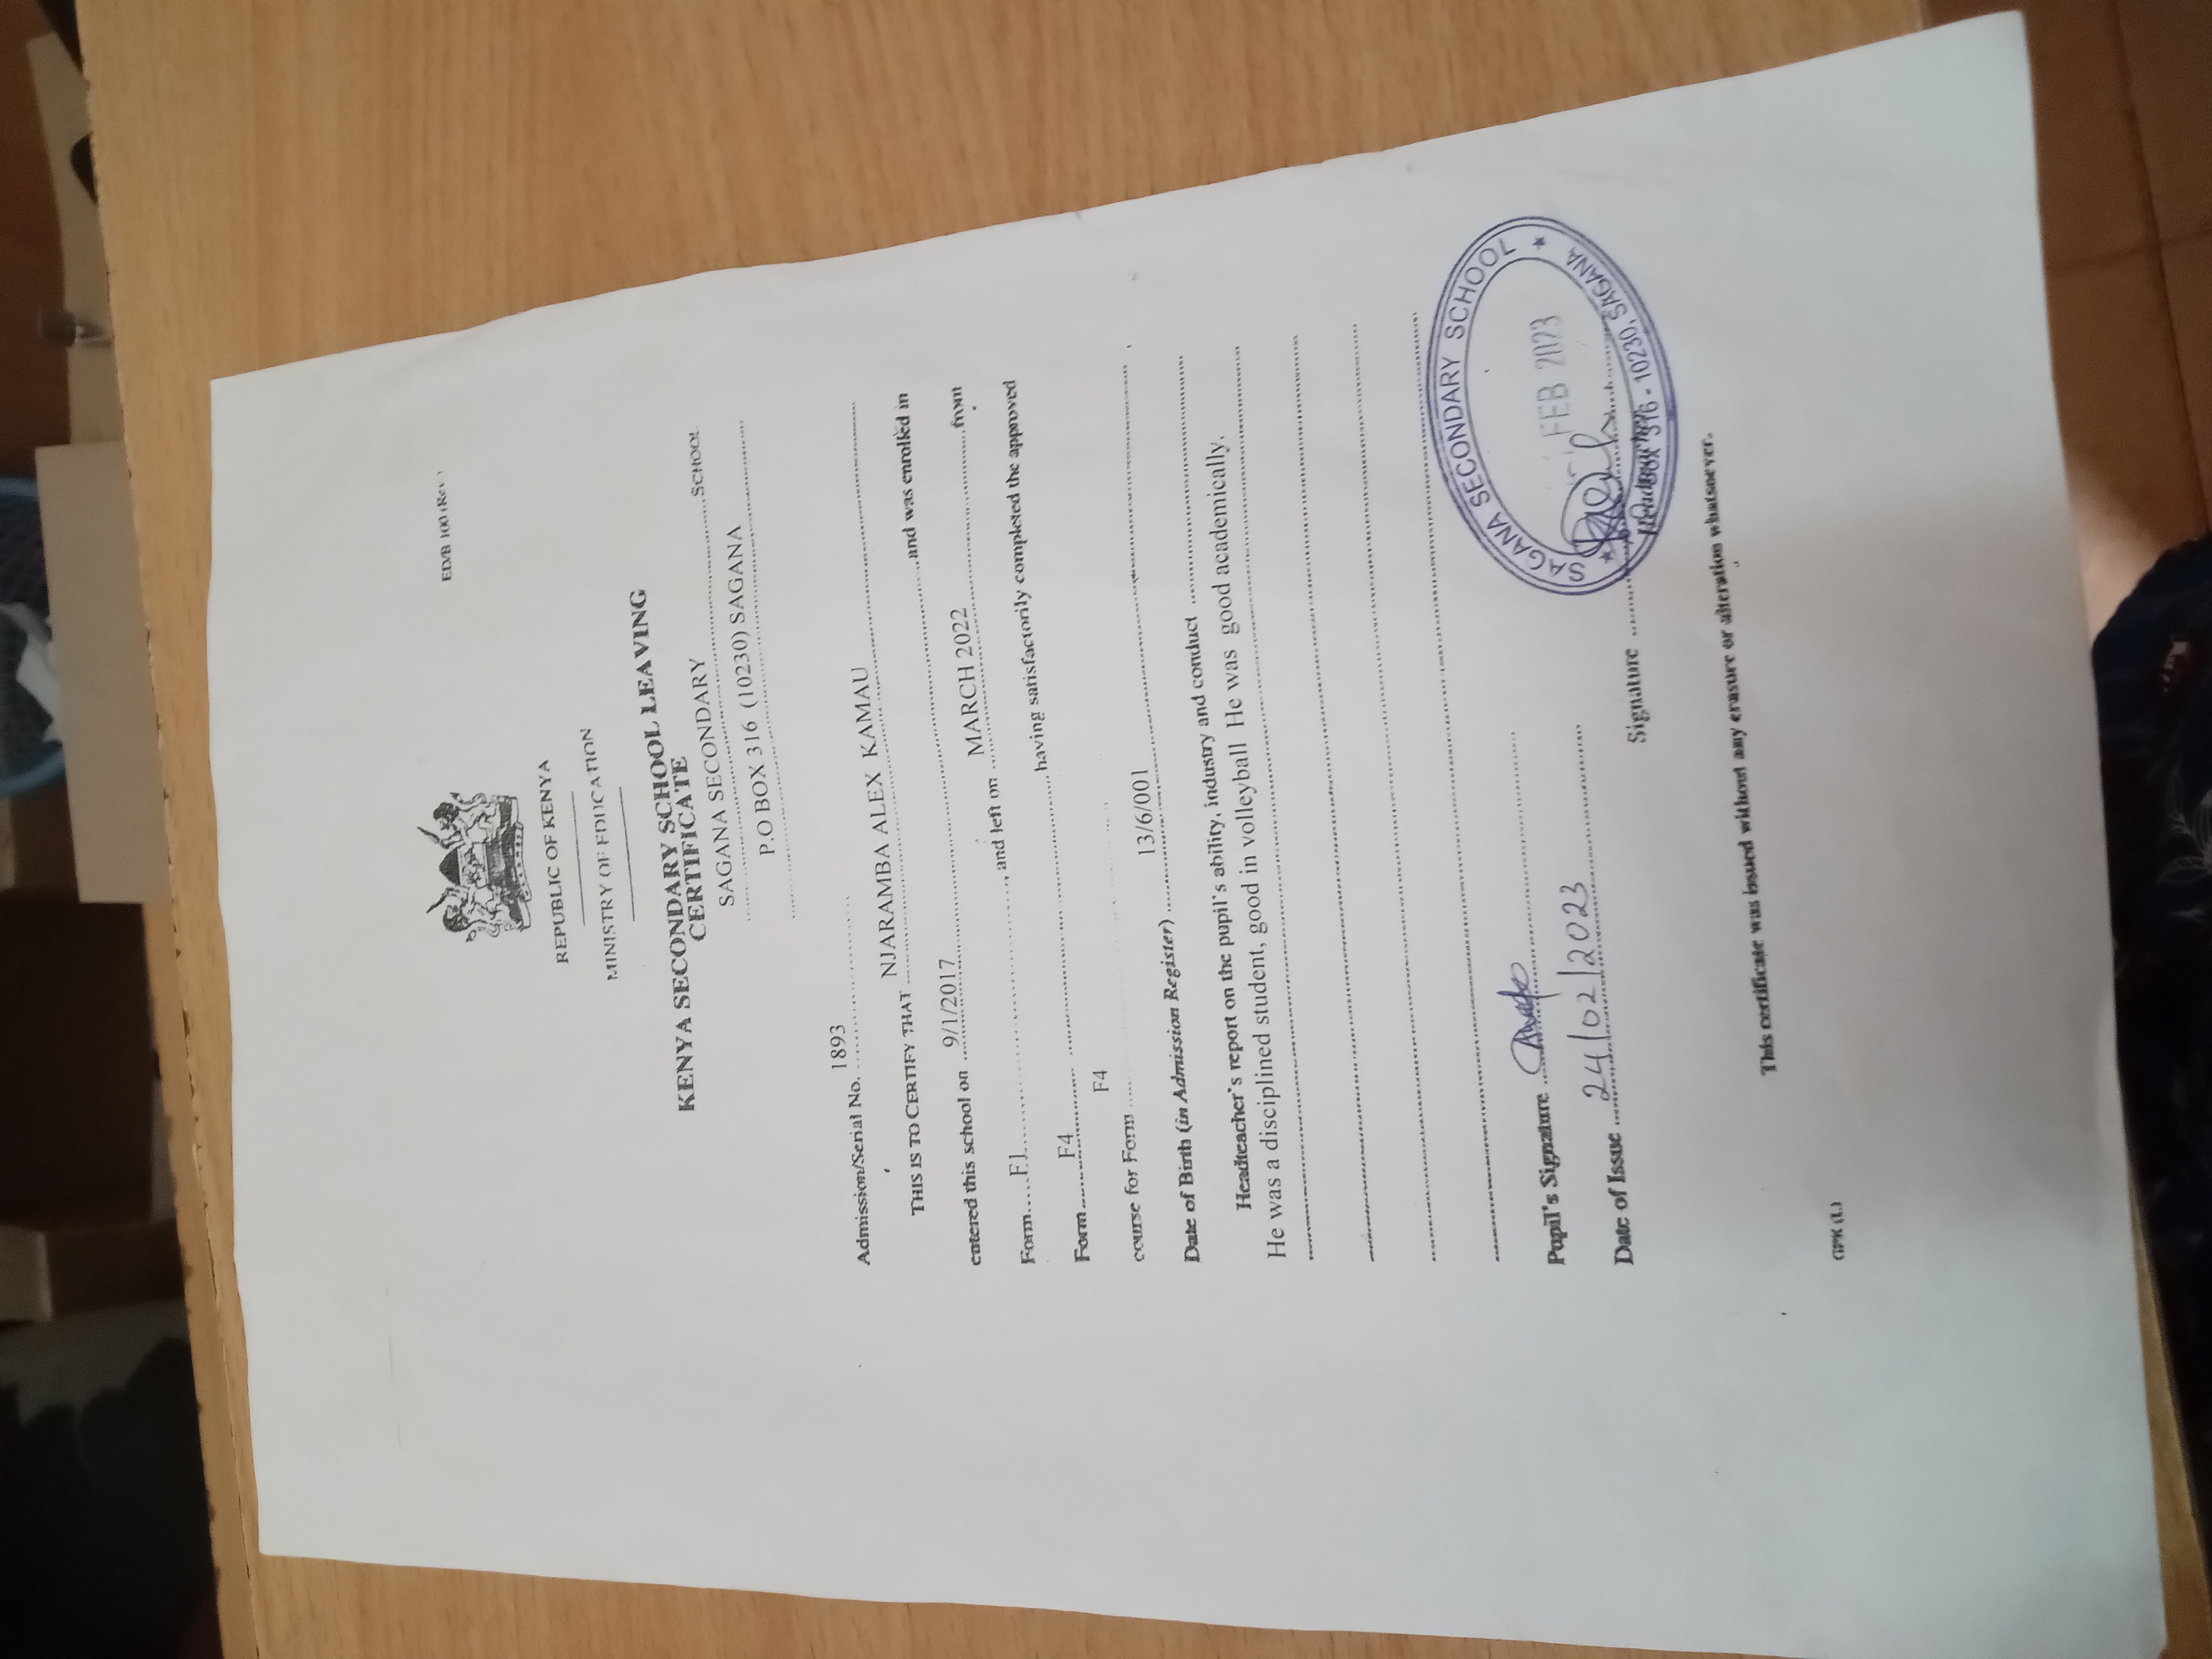 ED/B 100 (Rev.)
REPUBLIC OF KENYA
MINISTRY OF EDUCATION
KENYA SECONDARY SCHOOL LEAVING
CERTIFICATE
SAGANA SECONDARY SCHOOL
P.O BOX 316 (10230) SAGANA
Admission/Serial No. 1893
THIS IS TO CERTIFY THAT NJARAMBA ALEX KAMAU
entered this school on 9/1/2017 and was enrolled in
Form F1, and left on MARCH 2022 from
Form F4 having satisfactorily completed the approved
course for Form F4
Date of Birth (in Admission Register) 13/6/001
Headteacher's report on the pupil's ability, industry and conduct
He was a disciplined student, good in volleyball He was good academically.
Pupil's Signature
Date of Issue 24/02/2023
Signature
Headteacher
SAGANA SECONDARY SCHOOL
FEB 2023
Box 316 - 10230, SAGANA
This certificate was issued without any erasure or alteration whatsoever.
GPK (L)